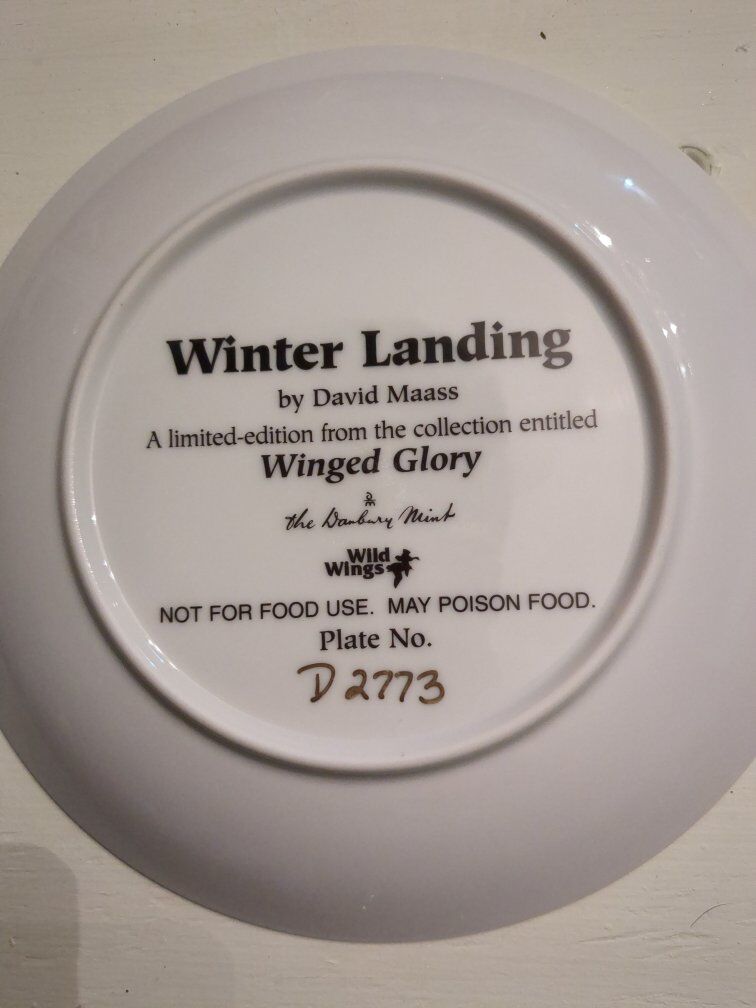 Winter Landing
by David Maass
A limited-edition from the collection entitled
Winged Glory
DM
the Danbury Mint
Wild
Wings
NOT FOR FOOD USE. MAY POISON FOOD.
Plate No.
D2773